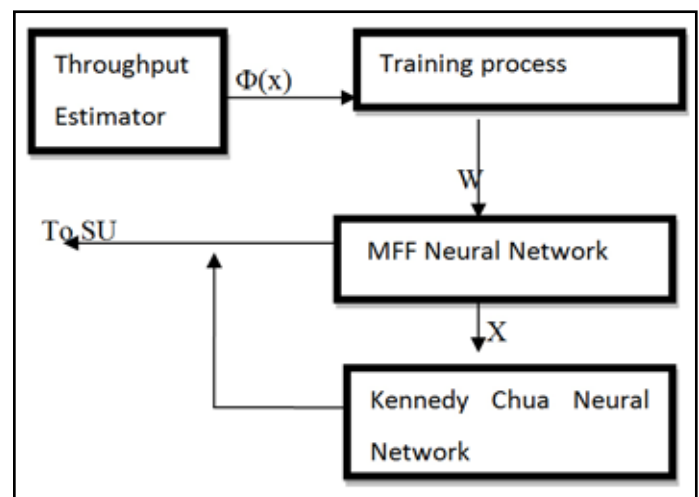 Throughput
Estimator
Φ(x)
Training process
W
To SU
MFF Neural Network
X
Kennedy Chua Neural
Network